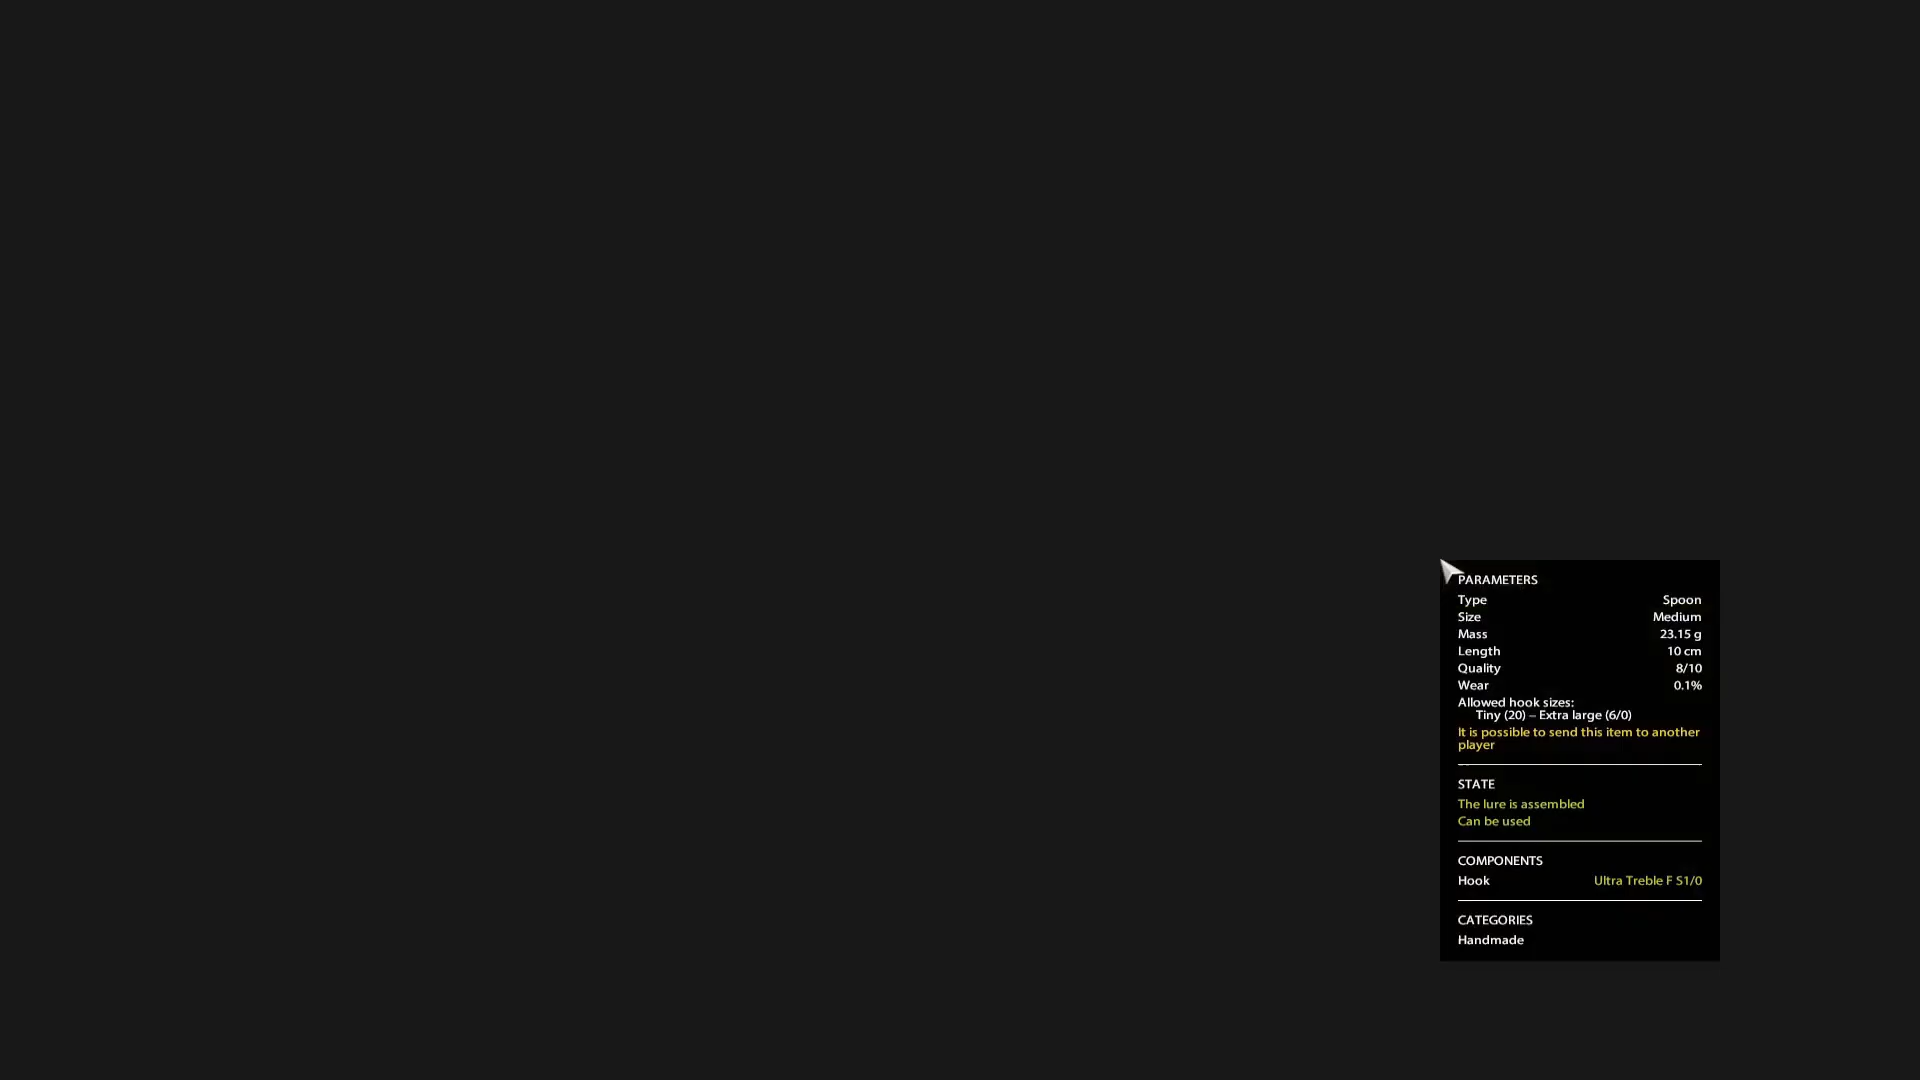 PARAMETERS
Type Spoon
Size Medium
Mass 23.15 g
Length 10 cm
Quality 8/10
Wear 0.1%
Allowed hook sizes:
Tiny (20) – Extra large (6/0)
It is possible to send this item to another
player
STATE
The lure is assembled
Can be used
COMPONENTS
Hook Ultra Treble F S1/0
CATEGORIES
Handmade